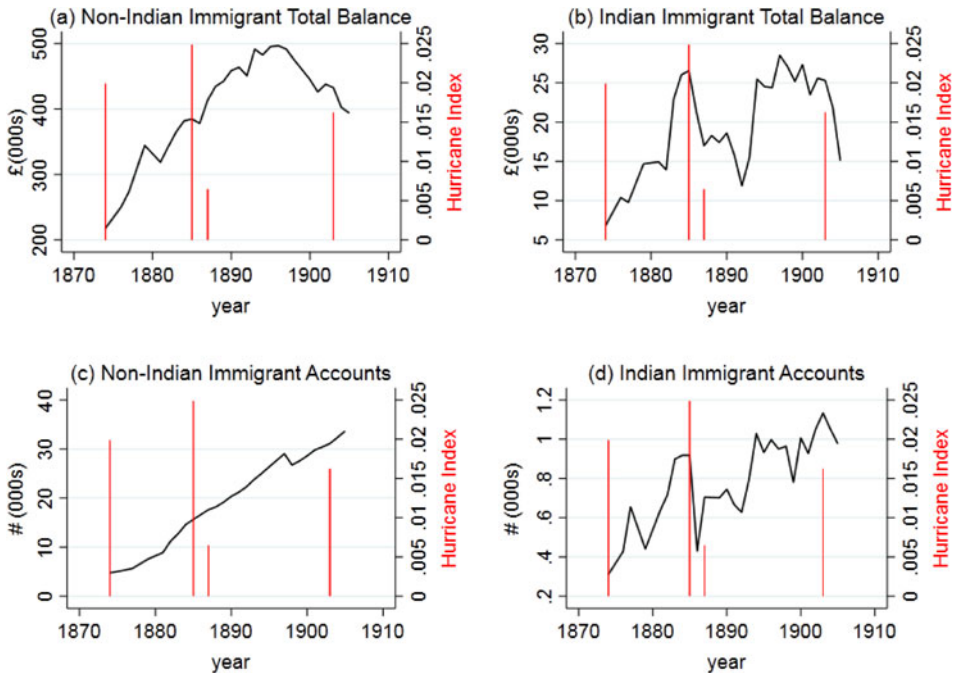 (a) Non-Indian Immigrant Total Balance
£(000s)
500
400
300
200
.025
.02
.015
.01
.005
0
Hurricane Index
1870 1880 1890 1900 1910
year
(b) Indian Immigrant Total Balance
£(000s)
30
25
20
15
10
5
.025
.02
.015
.01
.005
0
Hurricane Index
1870 1880 1890 1900 1910
year
(c) Non-Indian Immigrant Accounts
# (000s)
40
30
20
10
0
.025
.02
.015
.01
.005
0
Hurricane Index
1870 1880 1890 1900 1910
year
(d) Indian Immigrant Accounts
# (000s)
1.2
1
.8
.6
.4
.2
.025
.02
.015
.01
.005
0
Hurricane Index
1870 1880 1890 1900 1910
year